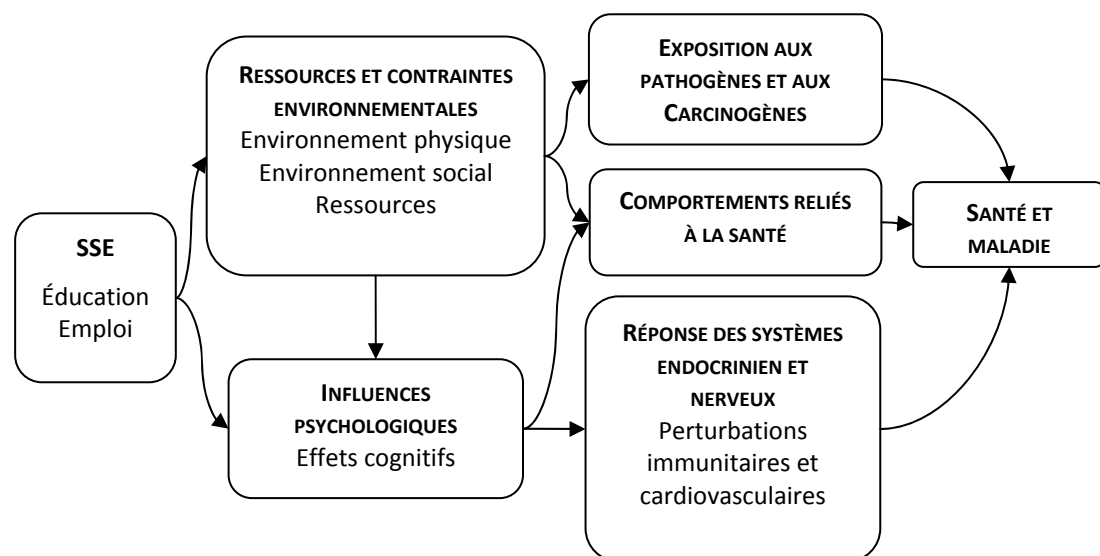 SSE
Éducation
Emploi
RESSOURCES ET CONTRAINTES
ENVIRONNEMENTALES
Environnement physique
Environnement social
Ressources
INFLUENCES
PSYCHOLOGIQUES
Effets cognitifs
EXPOSITION AUX
PATHOGÈNES ET AUX
CARCINOGÈNES
COMPORTEMENTS RELIÉS
À LA SANTÉ
RÉPONSE DES SYSTÈMES
ENDOCRINIEN ET
NERVEUX
Perturbations
immunitaires et
cardiovasculaires
SANTÉ ET
MALADIE